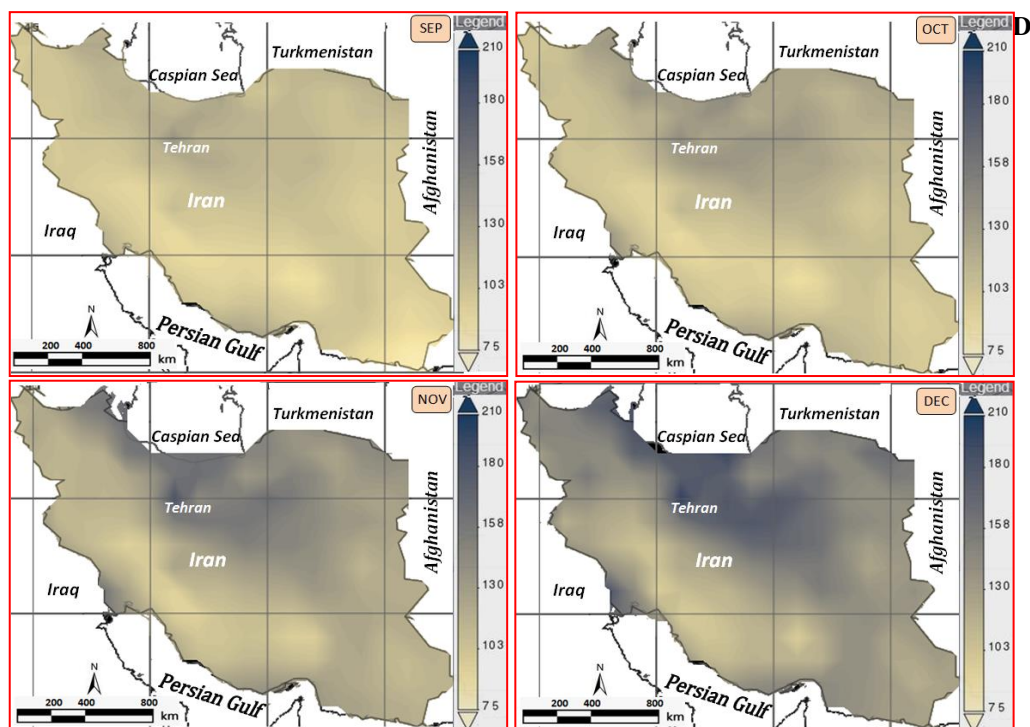 SEP
Legend
Turkmenistan
Caspian Sea
Tehran
Iran
Iraq
Afghanistan
Persian Gulf
N
200 400 800
km
210
180
158
130
103
75
OCT
Legend
D
Turkmenistan
Caspian Sea
Tehran
Iran
Iraq
Afghanistan
Persian Gulf
N
200 400 800
km
210
180
158
130
103
75
NOV
Legend
Turkmenistan
Caspian Sea
Tehran
Iran
Iraq
Afghanistan
Persian Gulf
N
200 400 800
km
210
180
158
130
103
75
DEC
Legend
Turkmenistan
Caspian Sea
Tehran
Iran
Iraq
Afghanistan
Persian Gulf
N
200 400 800
km
210
180
158
130
103
75